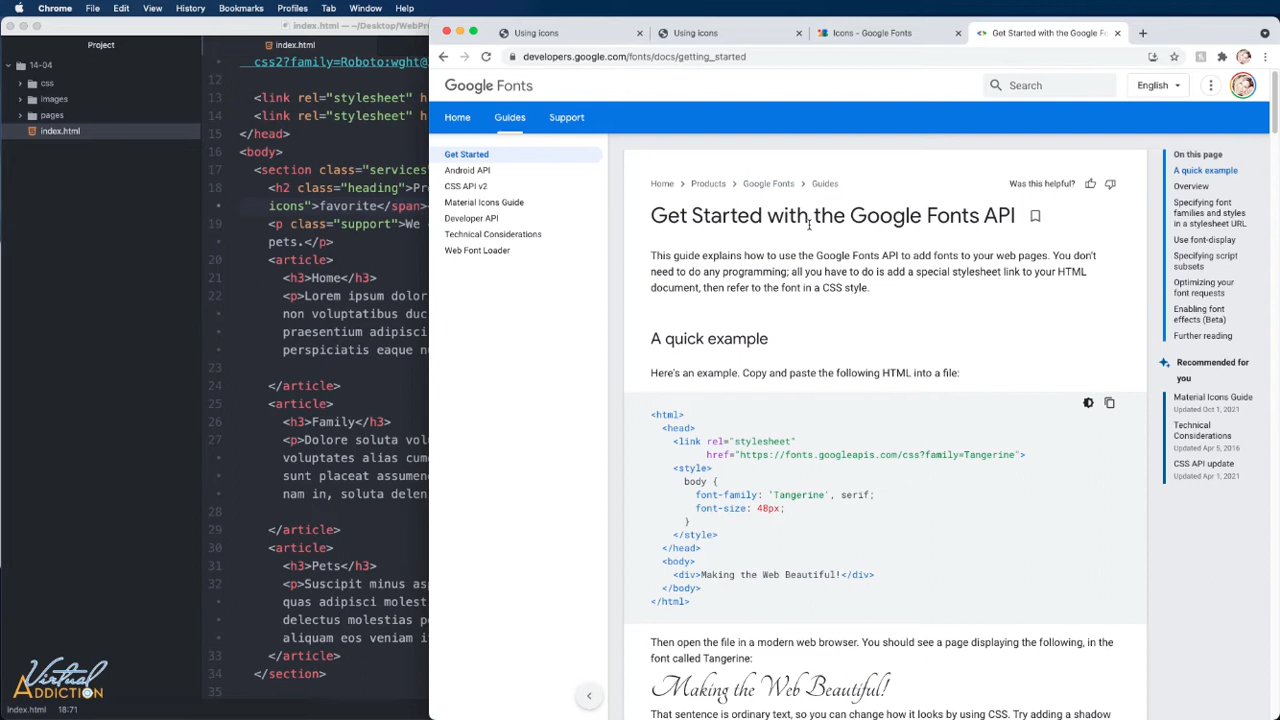 Chrome File Edit View History Bookmarks
index.html — ~/Desktop/WebPr
Project
index.html
14-04
css
images
pages
index.html
css2?family=Roboto:wght@
12
13 <link rel="stylesheet" h
14 <link rel="stylesheet" h
15 </head>
16 <body>
17 <section class="services
18 <h2 class="heading">Pr
icons">favorite</span>
19 <p class="support">We
pets.</p>
20 <article>
21 <h3>Home</h3>
22 <p>Lorem ipsum dolor
non voluptatibus duc
praesentium adipisci
perspiciatis eaque n
23
24 </article>
25 <article>
26 <h3>Family</h3>
27 <p>Dolore soluta vol
voluptates alias cum
sunt placeat assumen
nam in, soluta delen
28
29 </article>
30 <article>
31 <h3>Pets</h3>
32 <p>Suscipit minus as
quas adipisci molest
delectus molestias p
aliquam eos veniam i
33 </article>
34 </section>
35
Virtual
ADDICTION
index.html 18:71
Using icons
Using icons
Icons - Google Fonts
Get Started with the Google F
developers.google.com/fonts/docs/getting_started
Google Fonts
Search
English
Home Guides Support
Get Started
Android API
CSS API v2
Material Icons Guide
Developer API
Technical Considerations
Web Font Loader
Home Products Google Fonts Guides
Was this helpful?
Get Started with the Google Fonts API
This guide explains how to use the Google Fonts API to add fonts to your web pages. You don't
need to do any programming; all you have to do is add a special stylesheet link to your HTML
document, then refer to the font in a CSS style.
A quick example
Here's an example. Copy and paste the following HTML into a file:
<html>
<head>
<link rel="stylesheet"
href="https://fonts.googleapis.com/css?family=Tangerine">
<style>
body {
font-family: 'Tangerine', serif;
font-size: 48px;
}
</style>
</head>
<body>
<div>Making the Web Beautiful!</div>
</body>
</html>
Then open the file in a modern web browser. You should see a page displaying the following, in the
font called Tangerine:
Making the Web Beautiful!
That sentence is ordinary text, so you can change how it looks by using CSS. Try adding a shadow
On this page
A quick example
Overview
Specifying font
families and styles
in a stylesheet URL
Use font-display
Specifying script
subsets
Optimizing your
font requests
Enabling font
effects (Beta)
Further reading
Recommended for
you
Material Icons Guide
Updated Oct 1, 2021
Technical
Considerations
Updated Apr 5, 2016
CSS API update
Updated Apr 1, 2021